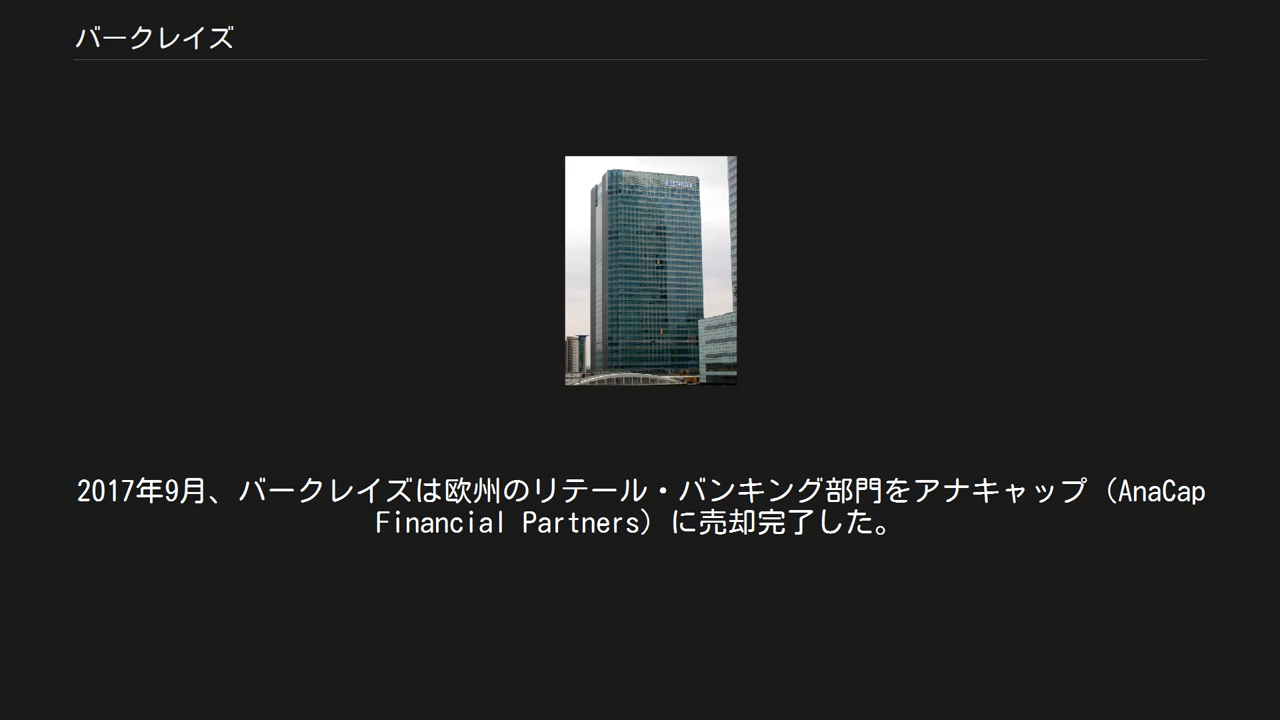 バークレイズ
2017年9月、バークレイズは欧州のリテール・バンキング部門をアナキャップ（AnaCap
Financial Partners）に売却完了した。